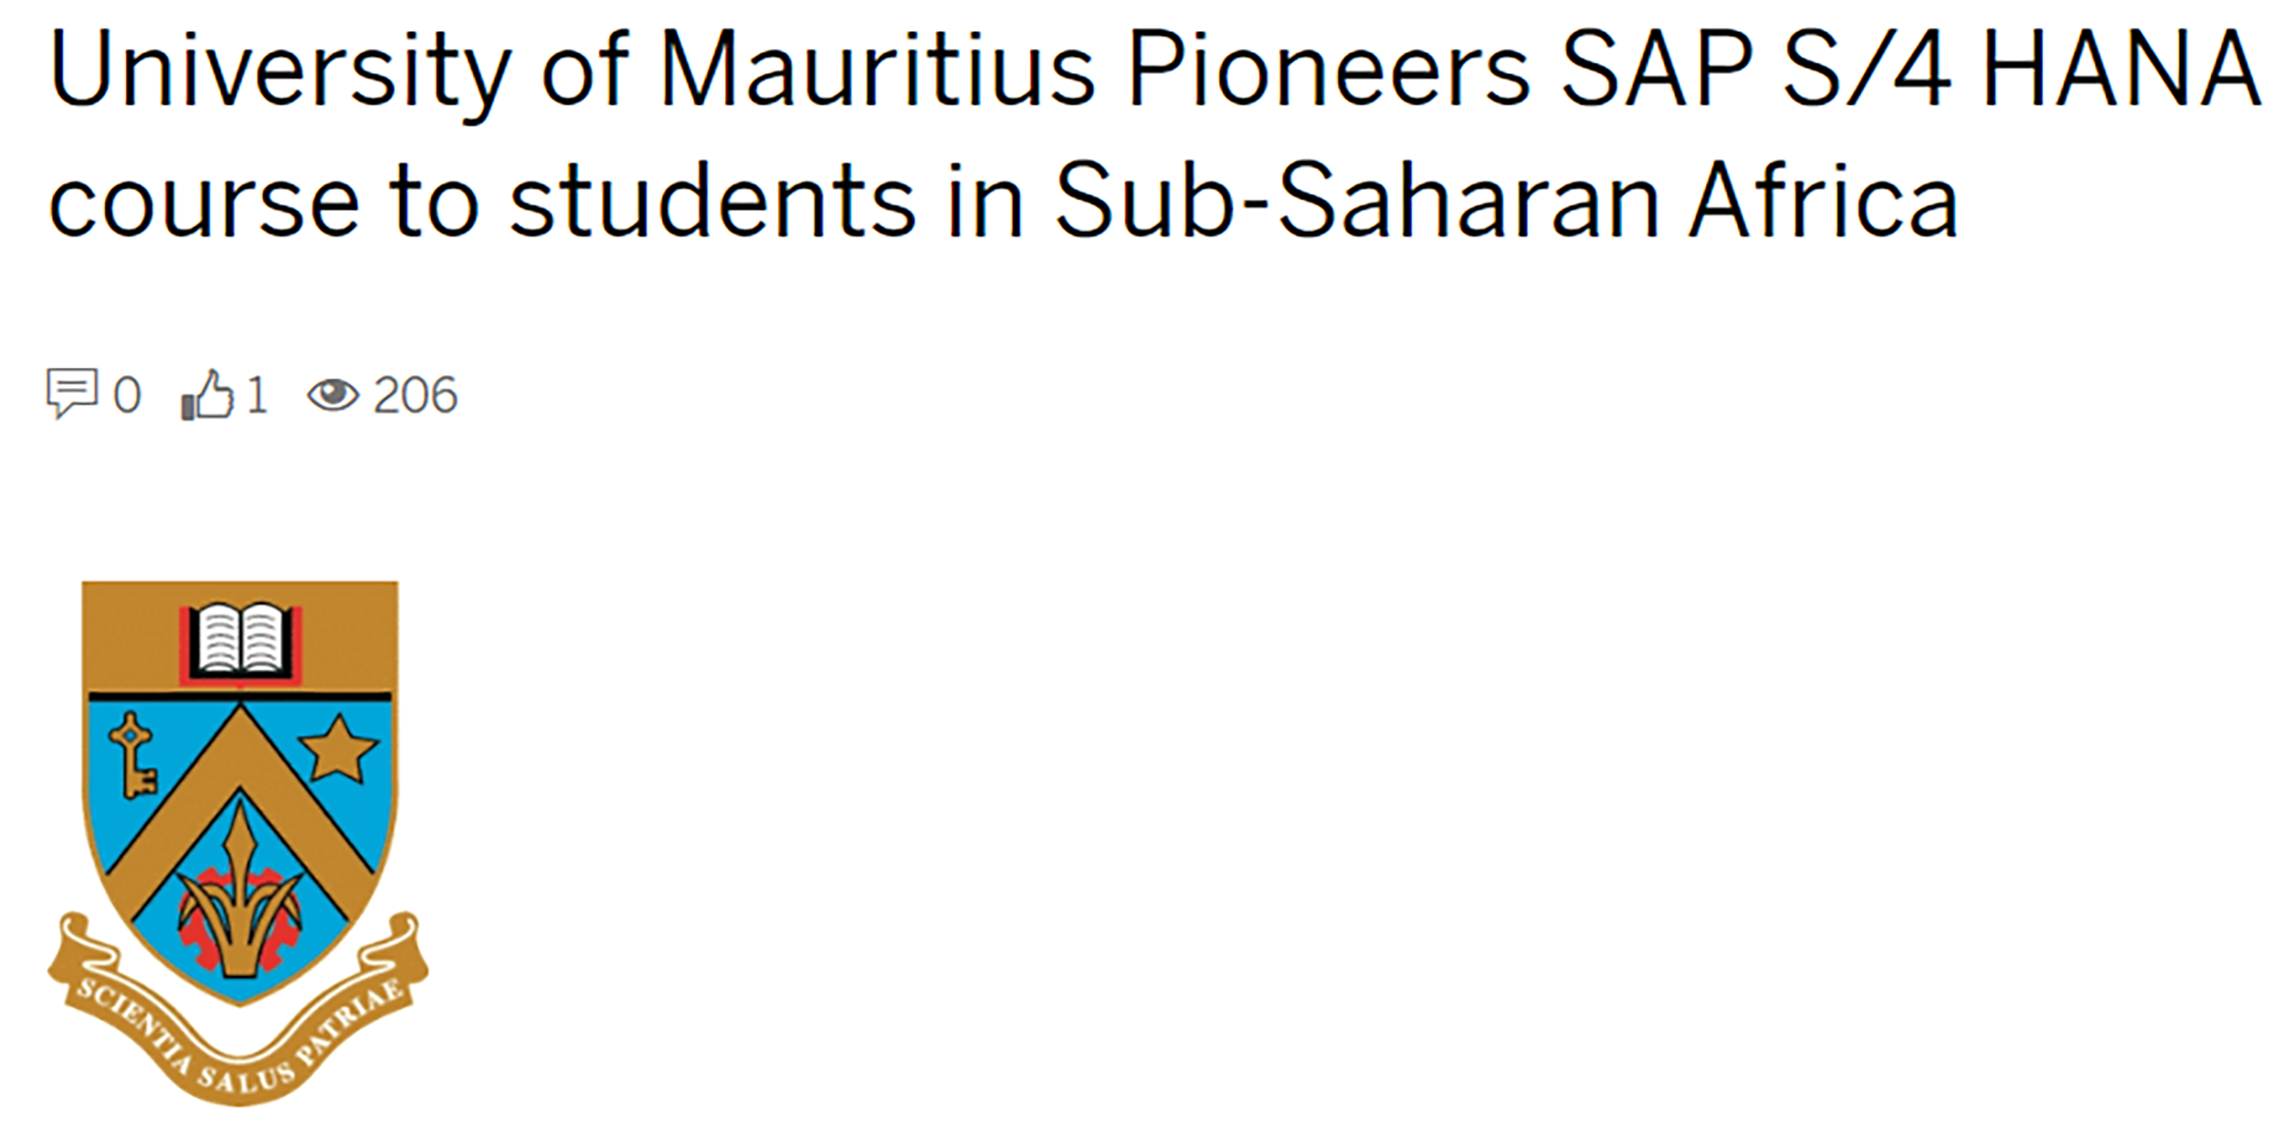 University of Mauritius Pioneers SAP S/4 HANA
course to students in Sub-Saharan Africa
0 1 206
SCIENTIA SALUS PATRIAE